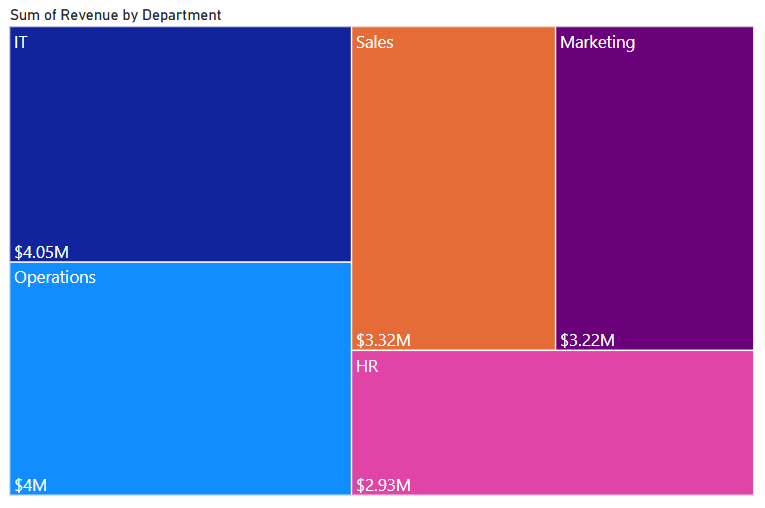 Sum of Revenue by Department
IT
$4.05M
Operations
$4M
Sales
$3.32M
Marketing
$3.22M
HR
$2.93M